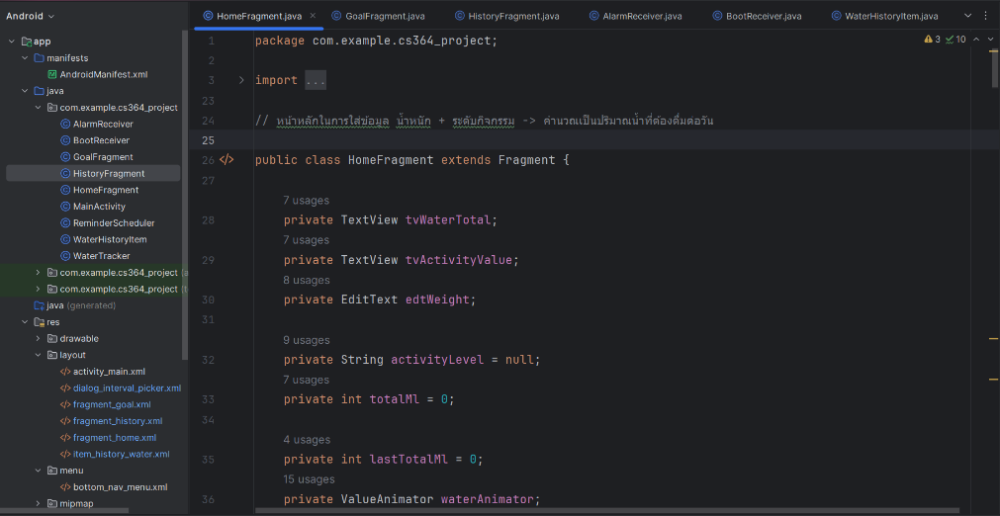 Android
app
manifests
AndroidManifest.xml
java
com.example.cs364_project
AlarmReceiver
BootReceiver
GoalFragment
HistoryFragment
HomeFragment
MainActivity
ReminderScheduler
WaterHistoryItem
WaterTracker
com.example.cs364_project (a
com.example.cs364_project (t
java (generated)
res
drawable
layout
activity_main.xml
dialog_interval_picker.xml
fragment_goal.xml
fragment_history.xml
fragment_home.xml
item_history_water.xml
menu
bottom_nav_menu.xml
mipmap
HomeFragment.java GoalFragment.java HistoryFragment.java AlarmReceiver.java BootReceiver.java WaterHistoryItem.java
3 10
1 package com.example.cs364_project;
2
3 import ...
23
24 // หน้าหลักในการใส่ข้อมูล น้ำหนัก + ระดับกิจกรรม -> คำนวณเป็นปริมาณน้ำที่ต้องดื่มต่อวัน
25
26 public class HomeFragment extends Fragment {
27
7 usages
28 private TextView tvWaterTotal;
7 usages
29 private TextView tvActivityValue;
8 usages
30 private EditText edtWeight;
31
9 usages
32 private String activityLevel = null;
7 usages
33 private int totalMl = 0;
34
4 usages
35 private int lastTotalMl = 0;
15 usages
36 private ValueAnimator waterAnimator;